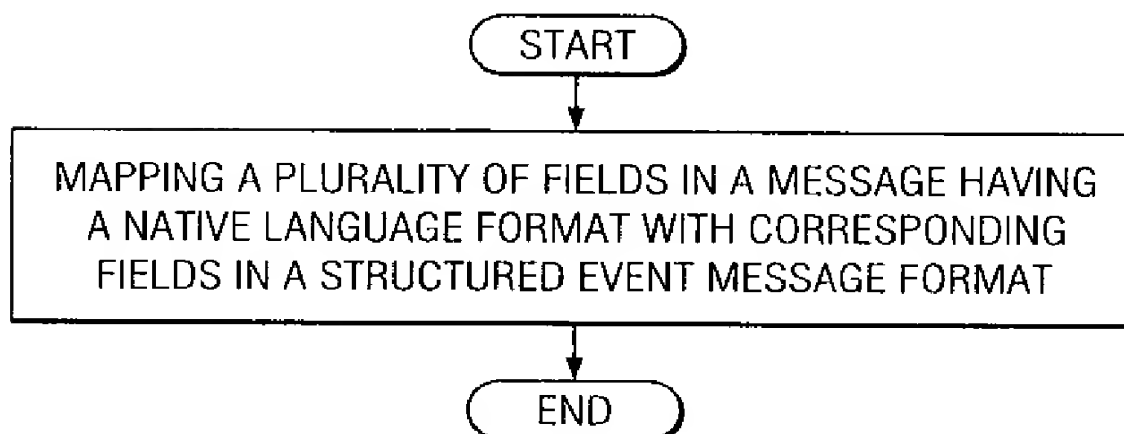 START
MAPPING A PLURALITY OF FIELDS IN A MESSAGE HAVING
A NATIVE LANGUAGE FORMAT WITH CORRESPONDING
FIELDS IN A STRUCTURED EVENT MESSAGE FORMAT
END